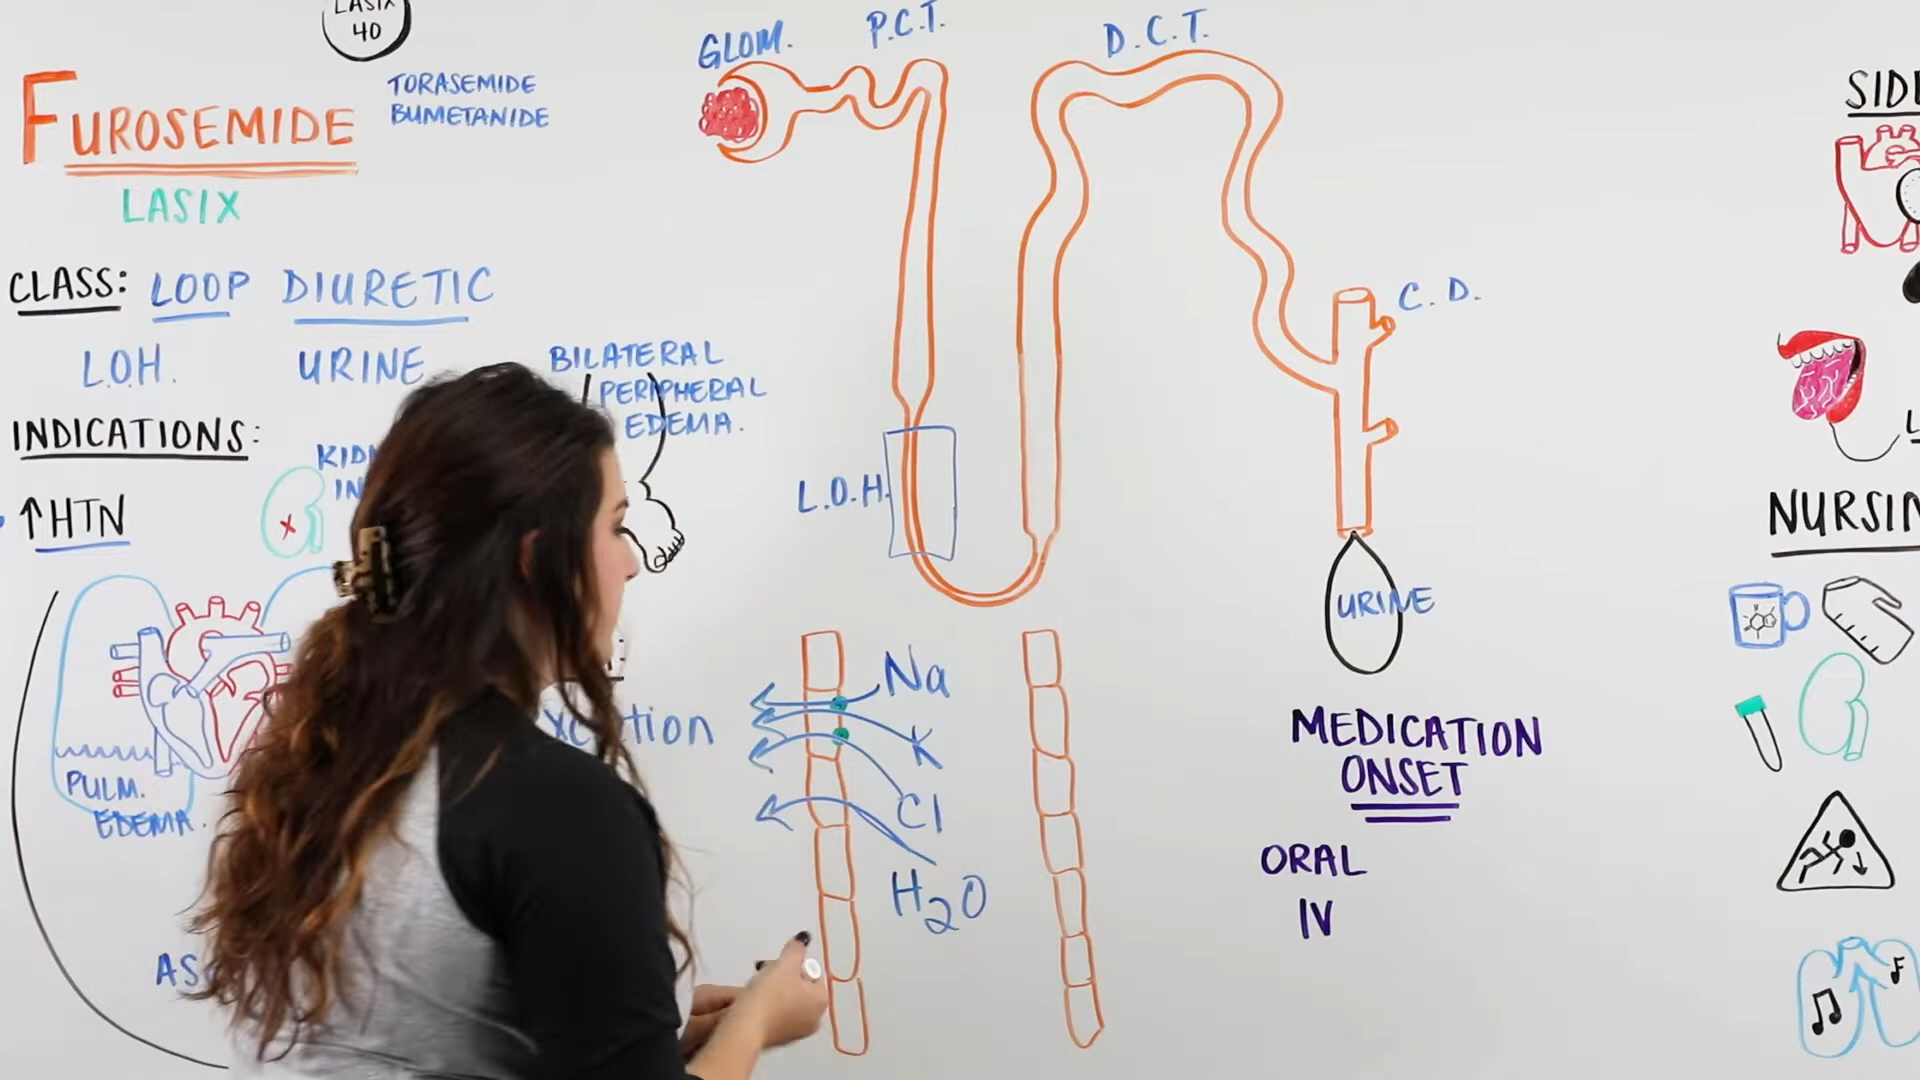 LASIX
40
FUROSEMIDE
TORASEMIDE
BUMETANIDE
LASIX
CLASS: LOOP DIURETIC
L.O.H. URINE
INDICATIONS:
↑HTN
BILATERAL
PERIPHERAL
EDEMA.
PULM.
EDEMA.
GLOM.
P.C.T.
D.C.T.
C.D.
L.O.H.
URINE
Na
K
Cl
H2O
MEDICATION
ONSET
ORAL
IV